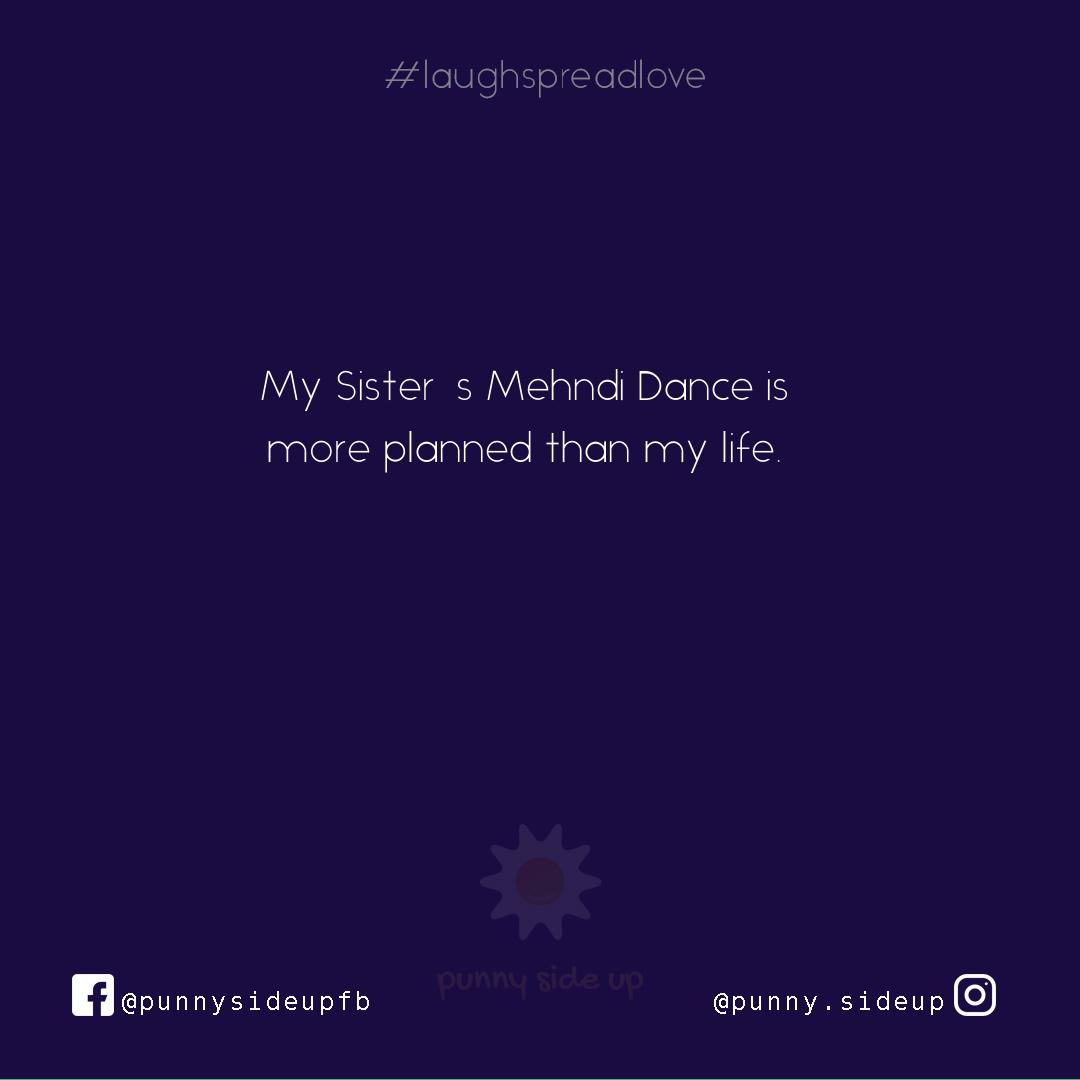 #laughspreadlove
My Sister s Mehndi Dance is
more planned than my life.
punny side up
@punnysideupfb
@punny.sideup